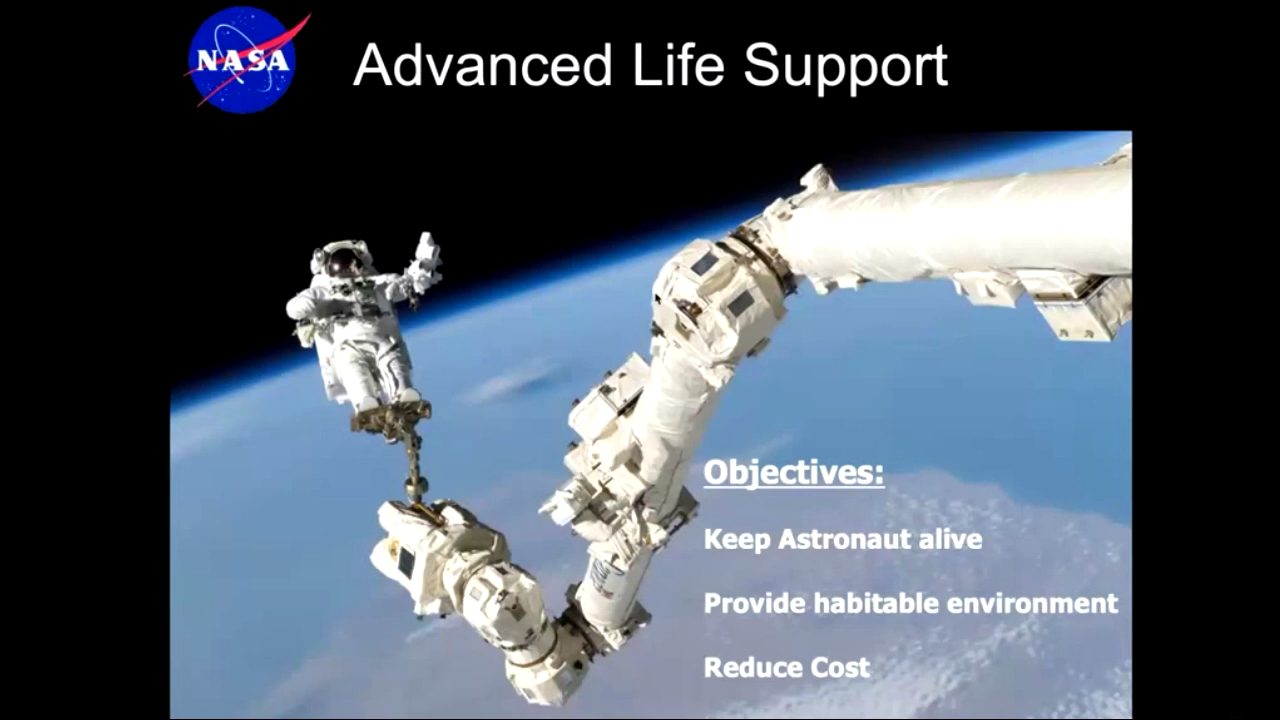 NASA
Advanced Life Support
Objectives:
Keep Astronaut alive
Provide habitable environment
Reduce Cost